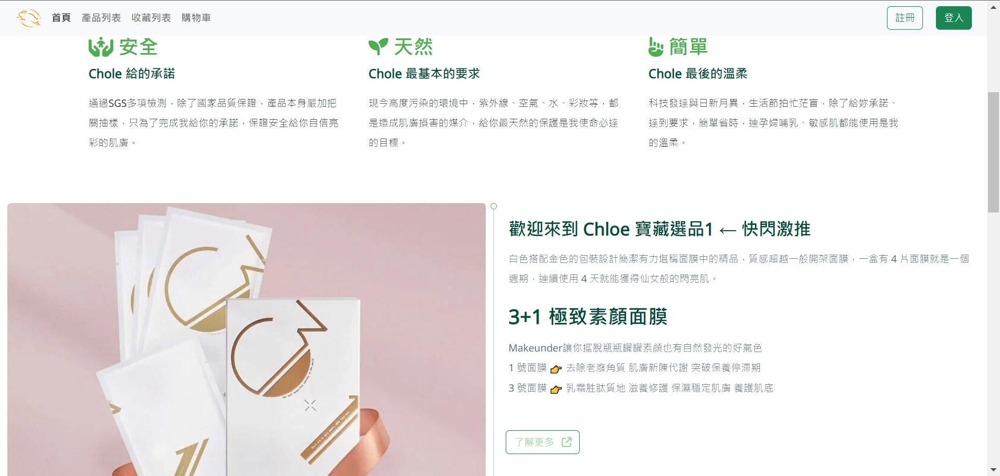 首頁 產品列表 收藏列表 購物車 註冊 登入
安全
Chole 給的承諾
通過SGS多項檢測，除了國家品質保證，產品本身嚴加把
關抽樣，只為了完成我給你的承諾，保證安全給你自信亮
彩的肌膚。
天然
Chole 最基本的要求
現今高度污染的環境中，紫外線、空氣、水、彩妝等，都
是造成肌膚損害的媒介，給你最天然的保護是我使命必達
的目標。
簡單
Chole 最後的溫柔
科技發達與日新月異，生活節拍忙茫盲，除了給妳承諾、
達到要求，簡單省時，連孕婦哺乳、敏感肌都能使用是我
的溫柔。
歡迎來到 Chloe 寶藏選品1 ← 快閃激推
白色搭配金色的包裝設計簡潔有力堪稱面膜中的精品，質感超越一般開架面膜，一盒有 4 片面膜就是一個
週期，連續使用 4 天就能獲得仙女般的閃亮肌。
3+1 極致素顏面膜
Makeunder讓你擺脫瓶瓶罐罐素顏也有自然發光的好氣色
1 號面膜 👉 去除老廢角質 肌膚新陳代謝 突破保養停滯期
3 號面膜 👉 乳霜胜肽質地 滋養修護 保濕穩定肌膚 養護肌底
了解更多